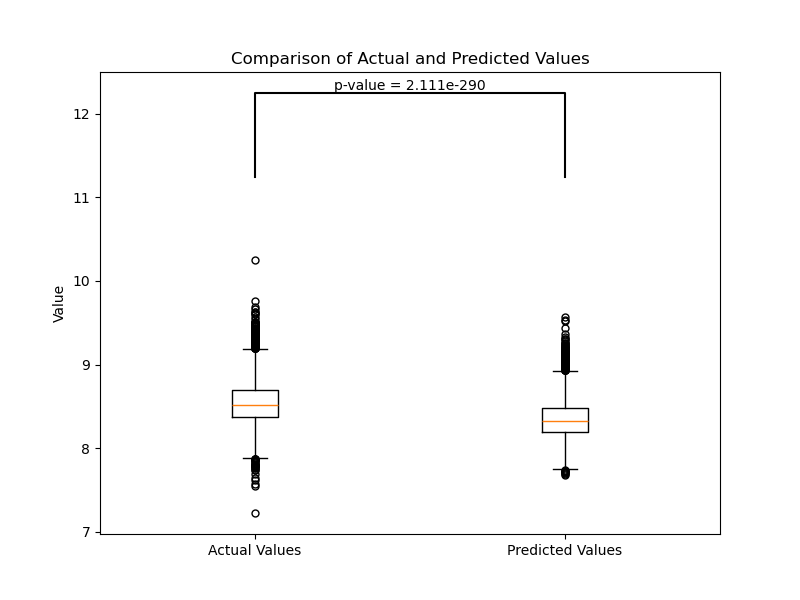 Comparison of Actual and Predicted Values
p-value = 2.111e-290
12
11
10
9
8
7
Value
Actual Values
Predicted Values